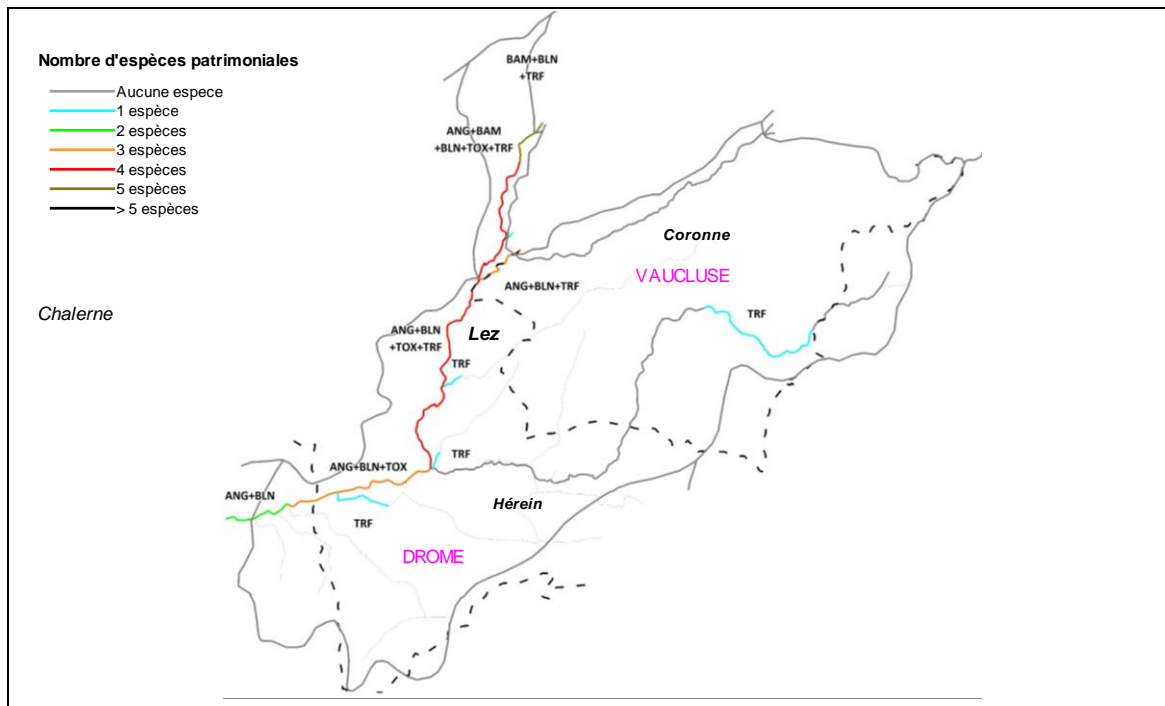 Nombre d'espèces patrimoniales
Aucune espece
1 espèce
2 espèces
3 espèces
4 espèces
5 espèces
> 5 espèces
BAM+BLN
+TRF
ANG+BAM
+BLN+TOX+TRF
Coronne
VAUCLUSE
ANG+BLN+TRF
Chalerne
TRF
ANG+BLN
+TOX+TRF
Lez
TRF
TRF
ANG+BLN+TOX
ANG+BLN
Hérein
TRF
DROME